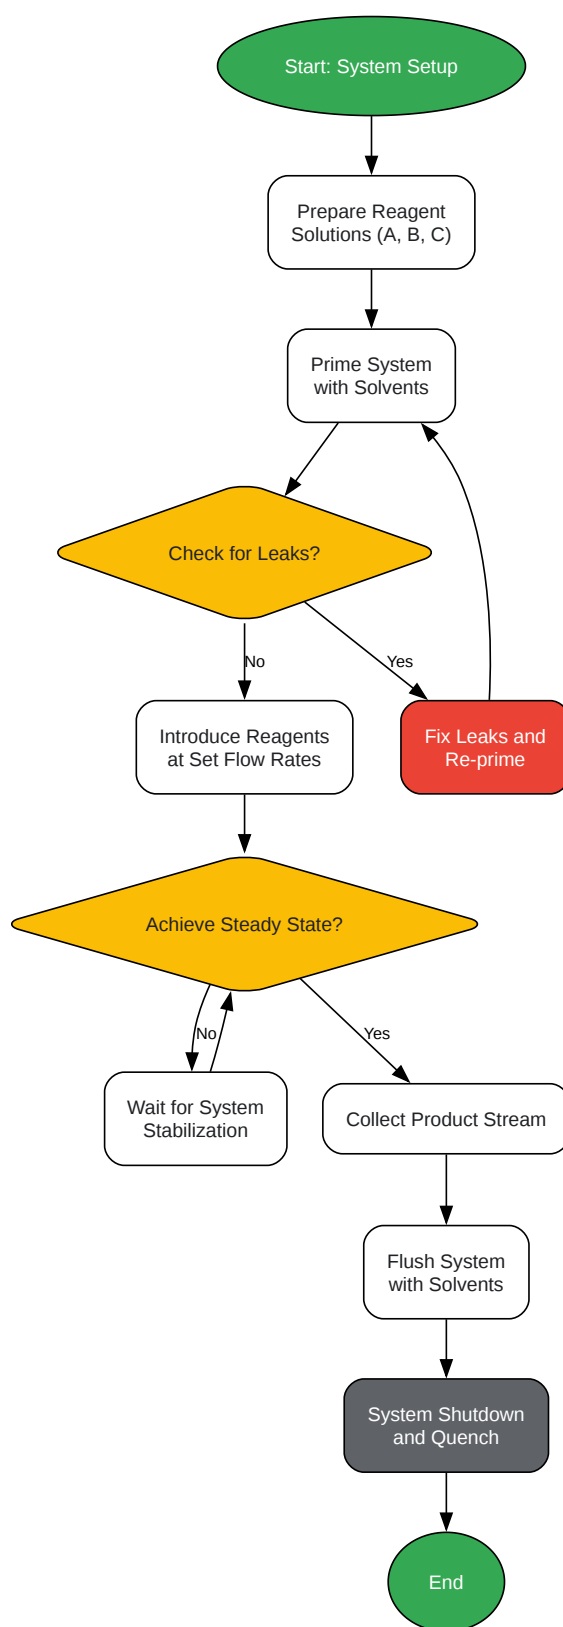 Start: System Setup
Prepare Reagent
Solutions (A, B, C)
Prime System
with Solvents
Check for Leaks?
No
Yes
Introduce Reagents
at Set Flow Rates
Fix Leaks and
Re-prime
Achieve Steady State?
No
Yes
Wait for System
Stabilization
Collect Product Stream
Flush System
with Solvents
System Shutdown
and Quench
End